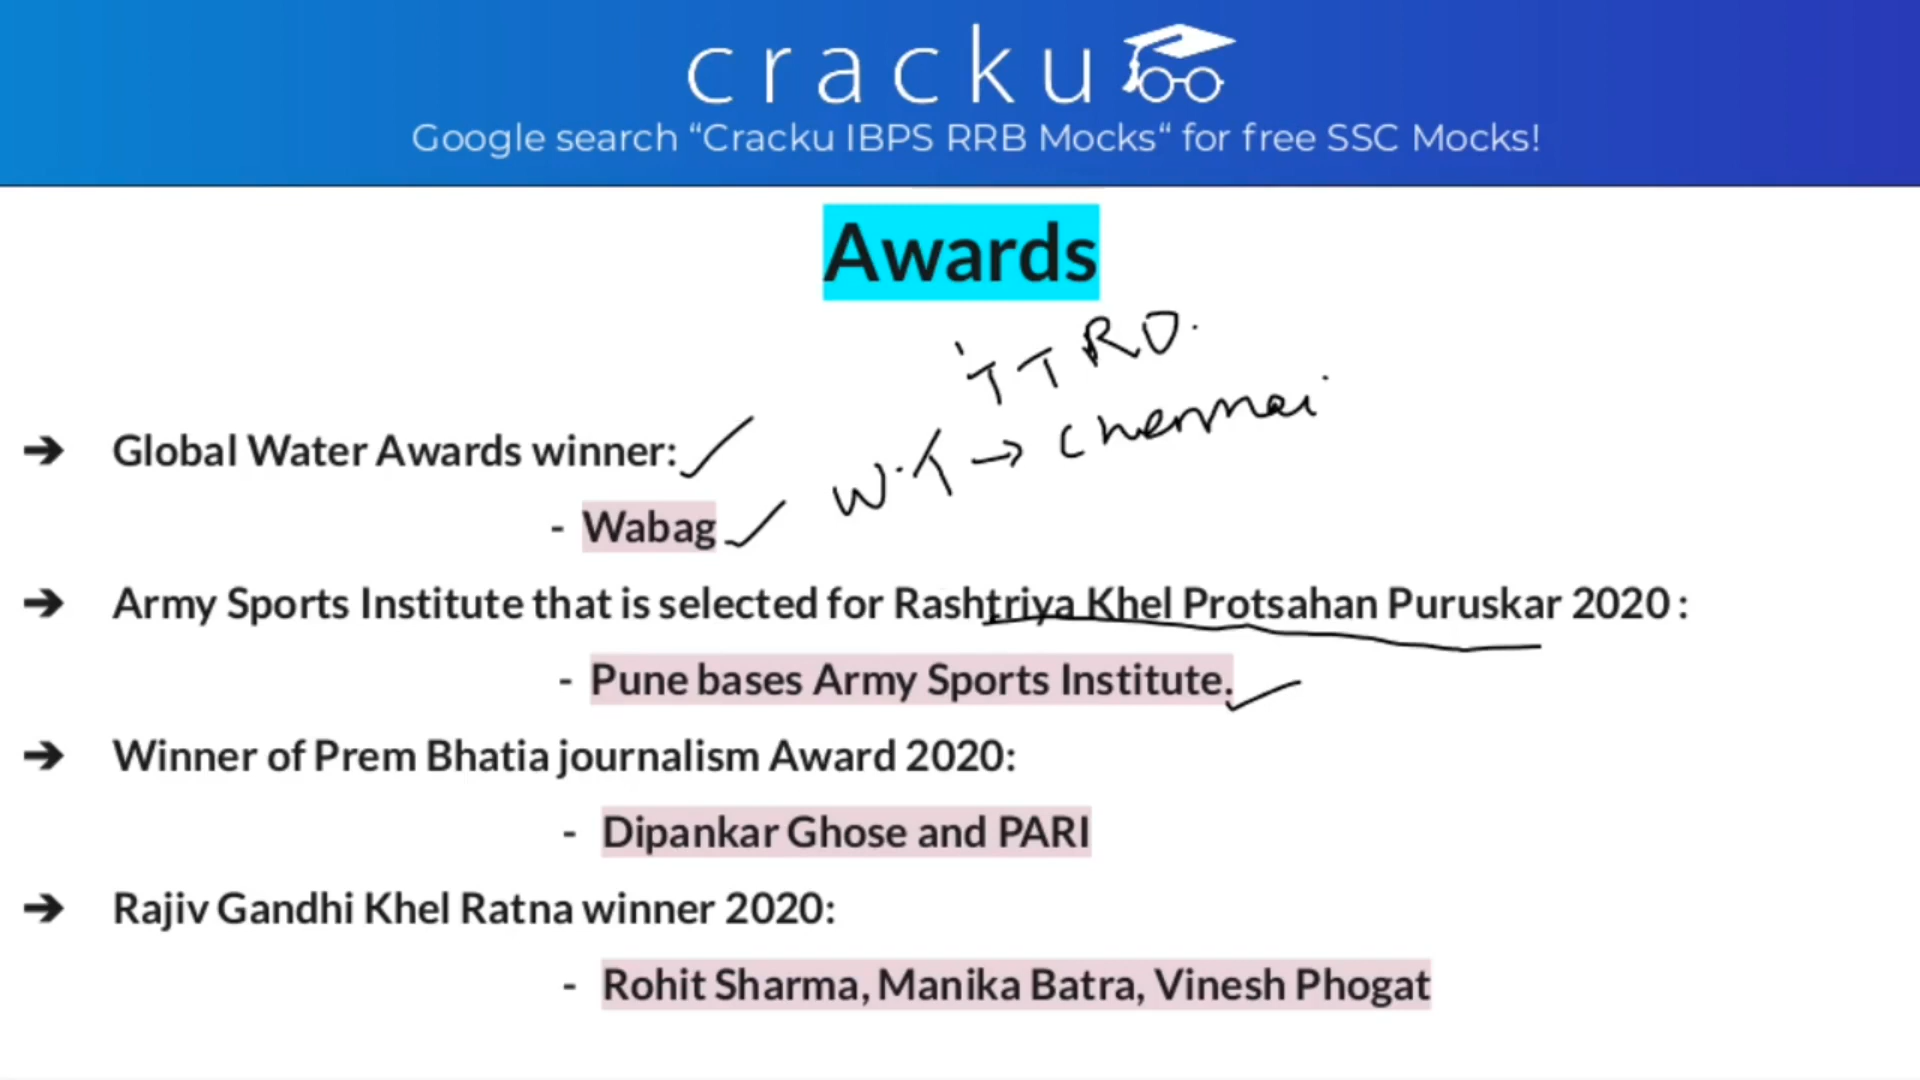 cracku
Google search “Cracku IBPS RRB Mocks“ for free SSC Mocks!
Awards
TTRO.
➔ Global Water Awards winner:
W.T → Chennai
- Wabag
➔ Army Sports Institute that is selected for Rashtriya Khel Protsahan Puruskar 2020 :
- Pune bases Army Sports Institute.
➔ Winner of Prem Bhatia journalism Award 2020:
- Dipankar Ghose and PARI
➔ Rajiv Gandhi Khel Ratna winner 2020:
- Rohit Sharma, Manika Batra, Vinesh Phogat